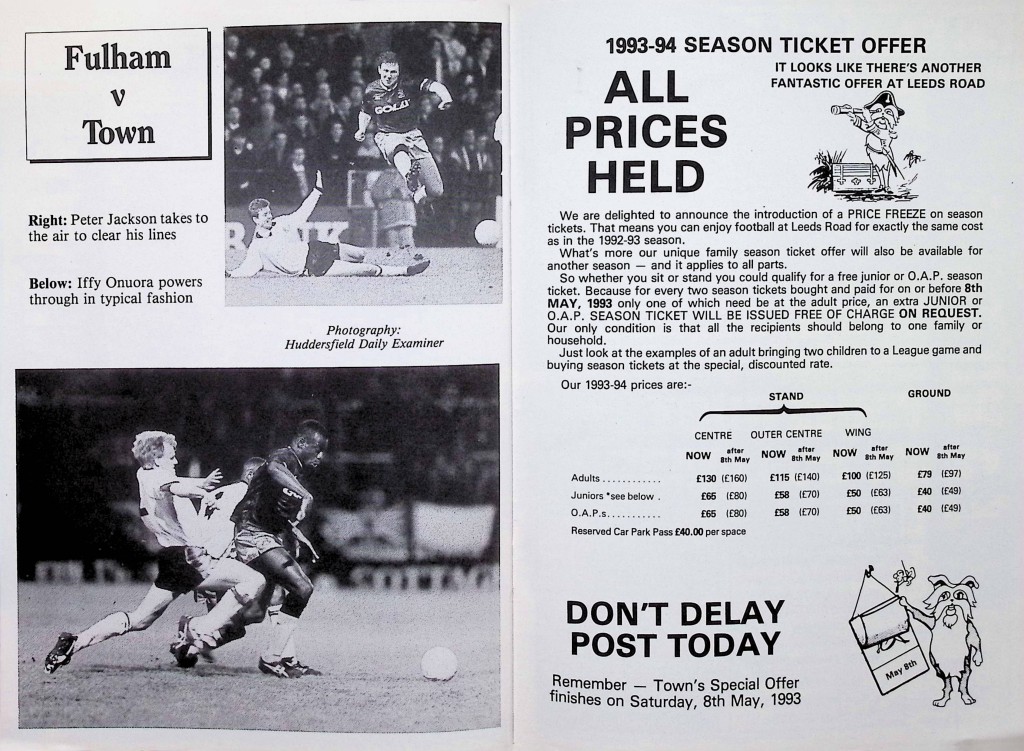 Fulham
v
Town
Right: Peter Jackson takes to
the air to clear his lines
Below: Iffy Onuora powers
through in typical fashion
GOLA
Photography:
Huddersfield Daily Examiner
1993-94 SEASON TICKET OFFER
IT LOOKS LIKE THERE'S ANOTHER
FANTASTIC OFFER AT LEEDS ROAD
ALL
PRICES
HELD
We are delighted to announce the introduction of a PRICE FREEZE on season
tickets. That means you can enjoy football at Leeds Road for exactly the same cost
as in the 1992-93 season.
What's more our unique family season ticket offer will also be available for
another season — and it applies to all parts.
So whether you sit or stand you could qualify for a free junior or O.A.P. season
ticket. Because for every two season tickets bought and paid for on or before 8th
MAY, 1993 only one of which need be at the adult price, an extra JUNIOR or
O.A.P. SEASON TICKET WILL BE ISSUED FREE OF CHARGE ON REQUEST.
Our only condition is that all the recipients should belong to one family or
household.
Just look at the examples of an adult bringing two children to a League game and
buying season tickets at the special, discounted rate.
Our 1993-94 prices are:-
STAND GROUND
CENTRE OUTER CENTRE WING
NOW after 8th May NOW after 8th May NOW after 8th May NOW after 8th May
Adults ............ £130 (£160) £115 (£140) £100 (£125) £79 (£97)
Juniors *see below . £65 (£80) £58 (£70) £50 (£63) £40 (£49)
O.A.P.s........... £65 (£80) £58 (£70) £50 (£63) £40 (£49)
Reserved Car Park Pass £40.00 per space
DON'T DELAY
POST TODAY
May 8th
Remember — Town's Special Offer
finishes on Saturday, 8th May, 1993